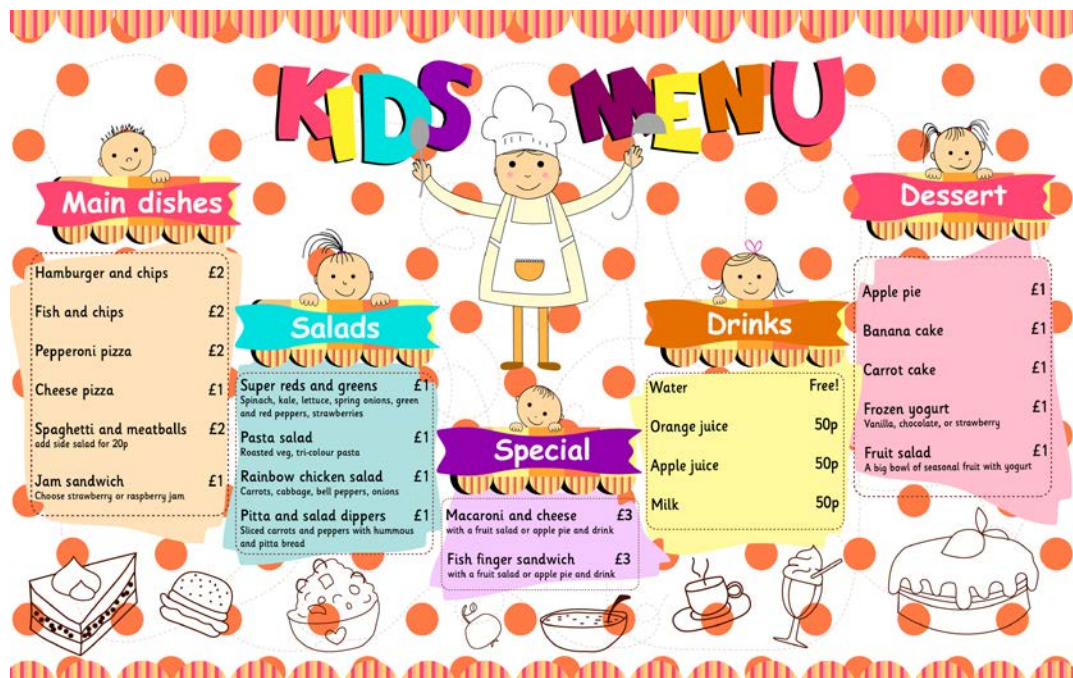 KIDS MENU
Main dishes
Hamburger and chips £2
Fish and chips £2
Pepperoni pizza £2
Cheese pizza £1
Spaghetti and meatballs £2
add side salad for 20p
Jam sandwich £1
Choose strawberry or raspberry jam
Salads
Super reds and greens £1
Spinach, kale, lettuce, spring onions, green
and red peppers, strawberries
Pasta salad £1
Roasted veg, tri-colour pasta
Rainbow chicken salad £1
Carrots, cabbage, bell peppers, onions
Pitta and salad dippers £1
Sliced carrots and peppers with hummous
and pitta bread
Special
Macaroni and cheese £3
with a fruit salad or apple pie and drink
Fish finger sandwich £3
with a fruit salad or apple pie and drink
Drinks
Water Free!
Orange juice 50p
Apple juice 50p
Milk 50p
Dessert
Apple pie £1
Banana cake £1
Carrot cake £1
Frozen yogurt £1
Vanilla, chocolate, or strawberry
Fruit salad £1
A big bowl of seasonal fruit with yogurt